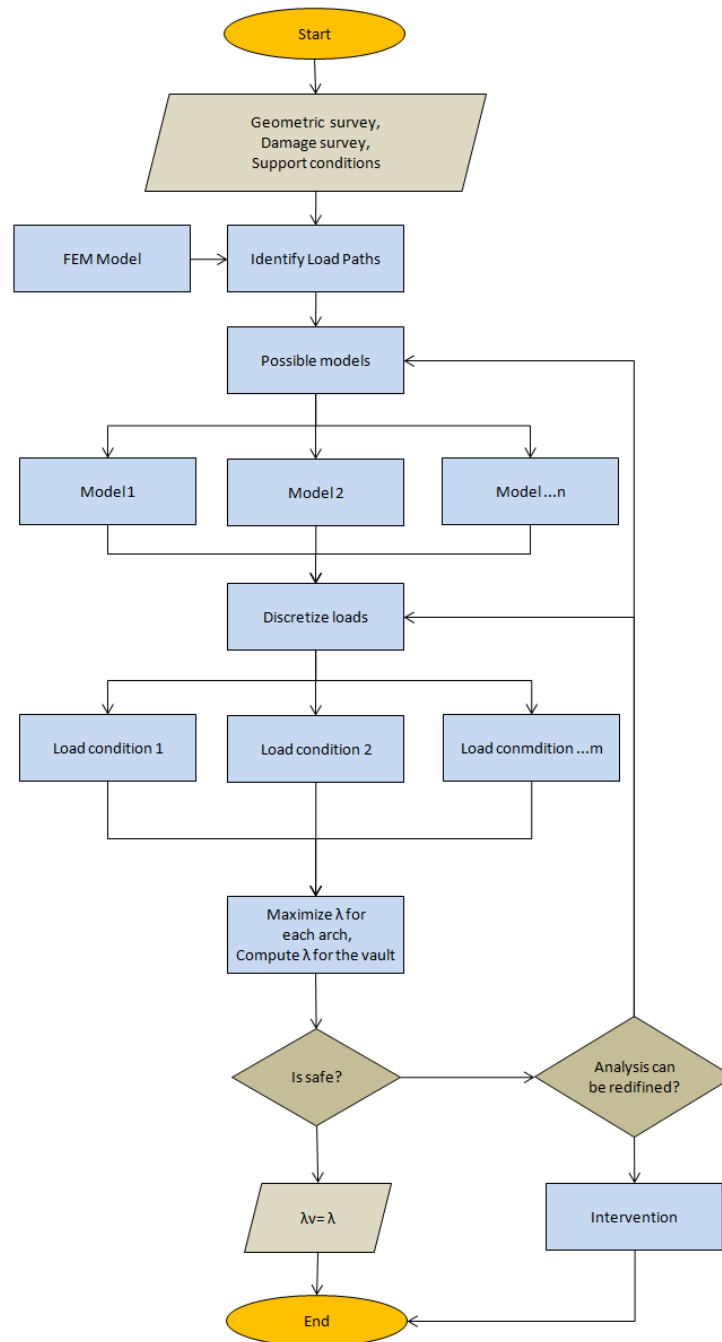 Start
Geometric survey,
Damage survey,
Support conditions
FEM Model
Identify Load Paths
Possible models
Model 1
Model 2
Model ...n
Discretize loads
Load condition 1
Load condition 2
Load conmdition ...m
Maximize λ for
each arch,
Compute λ for the vault
Is safe?
Analysis can
be redifined?
λv= λ
Intervention
End